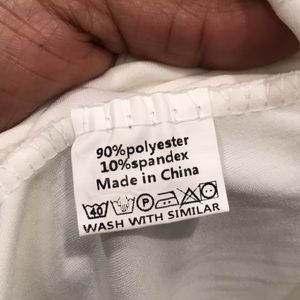 90%polyester
10%spandex
Made in China
40 P
WASH WITH SIMILAR